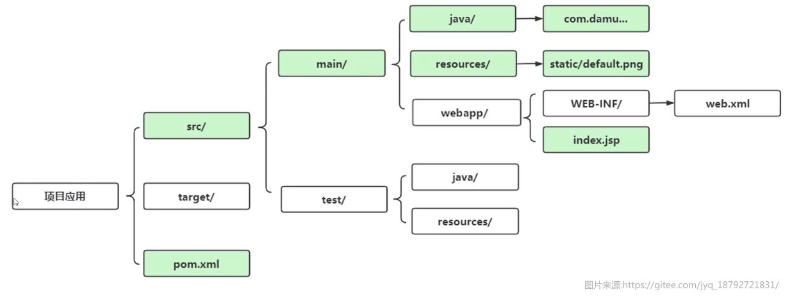 项目应用
src/
target/
pom.xml
main/
test/
java/
resources/
webapp/
java/
resources/
com.damu...
static/default.png
WEB-INF/
index.jsp
web.xml
图片来源:https://gitee.com/jyq_18792721831/